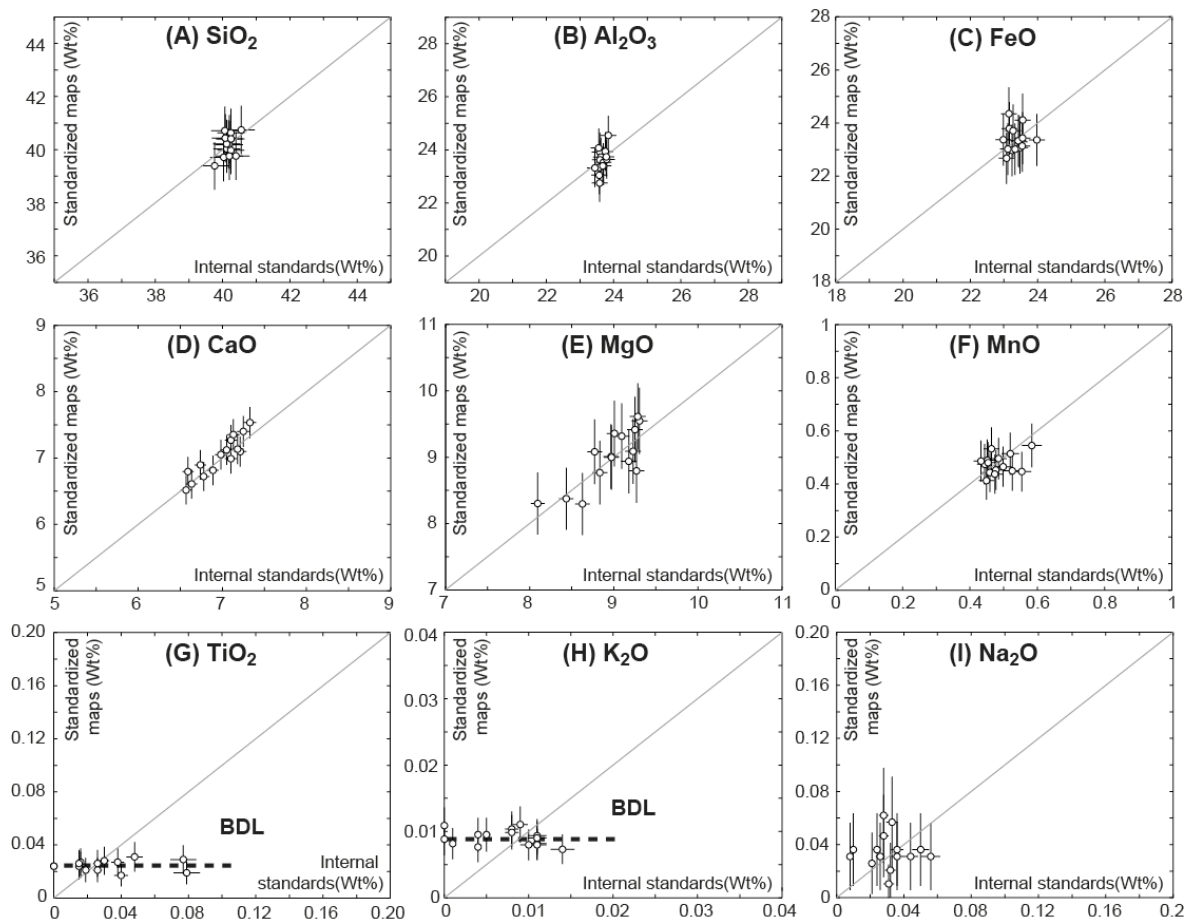 (A) SiO2
Standardized maps (Wt%)
44
42
40
38
36
Internal standards(Wt%)
36 38 40 42 44
(B) Al2O3
Standardized maps (Wt%)
28
26
24
22
20
Internal standards(Wt%)
20 22 24 26 28
(C) FeO
Standardized maps (Wt%)
28
26
24
22
20
18
Internal standards(Wt%)
18 20 22 24 26 28
(D) CaO
Standardized maps (Wt%)
9
8
7
6
5
Internal standards(Wt%)
5 6 7 8 9
(E) MgO
Standardized maps (Wt%)
11
10
9
8
7
Internal standards(Wt%)
7 8 9 10 11
(F) MnO
Standardized maps (Wt%)
1
0.8
0.6
0.4
0.2
0
Internal standards(Wt%)
0 0.2 0.4 0.6 0.8 1
(G) TiO2
Standardized
maps (Wt%)
0.20
0.16
0.12
0.08
0.04
0
BDL
Internal
standards(Wt%)
0 0.04 0.08 0.12 0.16 0.20
(H) K2O
Standardized
maps (Wt%)
0.04
0.03
0.02
0.01
0
BDL
Internal standards(Wt%)
0 0.01 0.02 0.03 0.04
(I) Na2O
Standardized
maps (Wt%)
0.20
0.16
0.12
0.08
0.04
0
Internal standards(Wt%)
0 0.04 0.08 0.12 0.16 0.2